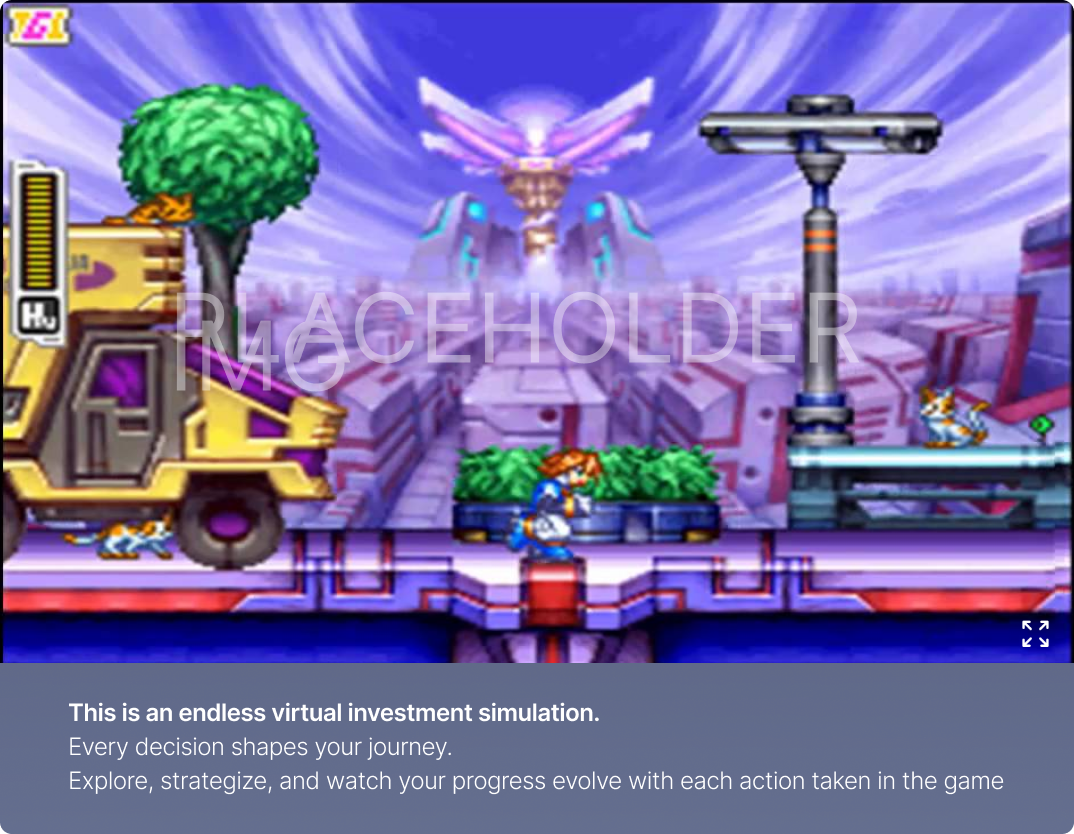 PLACEHOLDER
IMG
Hu
This is an endless virtual investment simulation.
Every decision shapes your journey.
Explore, strategize, and watch your progress evolve with each action taken in the game